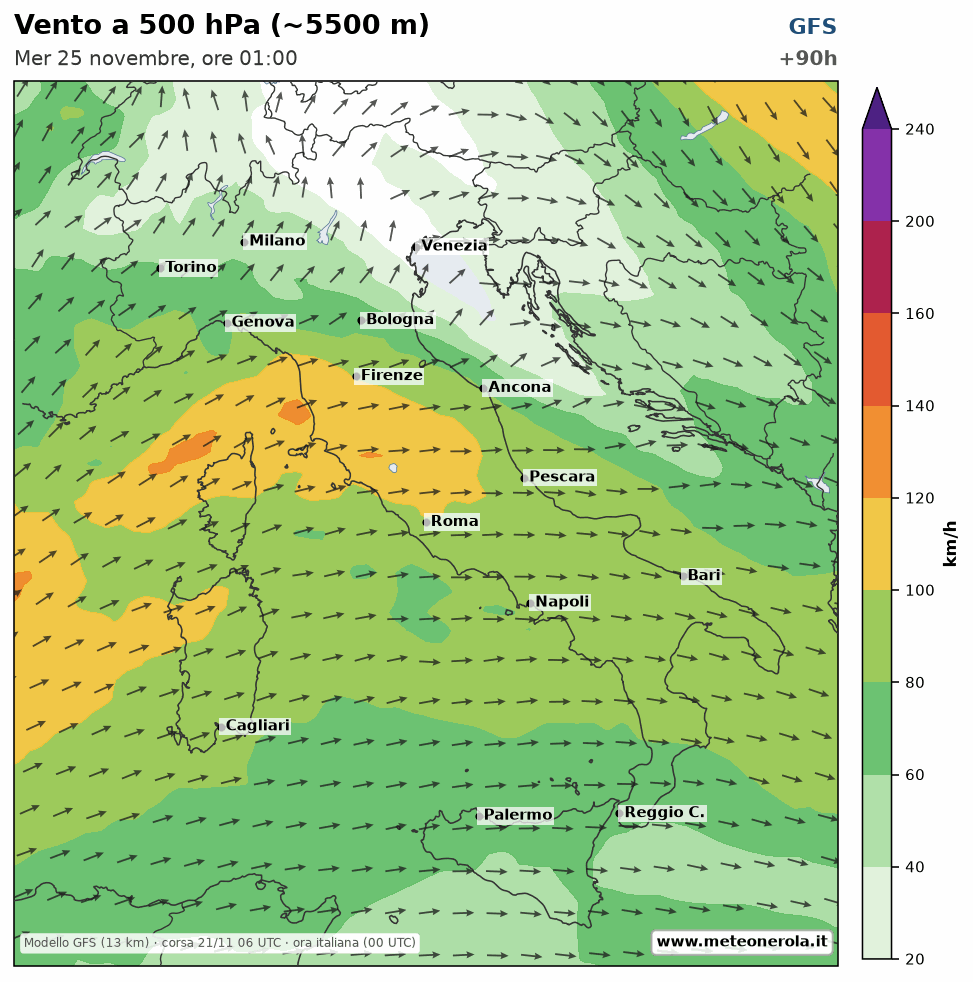 Vento a 500 hPa (~5500 m)
GFS
Mer 25 novembre, ore 01:00
+90h
Milano
Venezia
Torino
Genova
Bologna
Firenze
Ancona
Pescara
Roma
Bari
Napoli
Cagliari
Palermo
Reggio C.
240
220
200
180
160
140
120
100
80
60
40
20
km/h
Modello GFS (13 km) · corsa 21/11 06 UTC · ora italiana (00 UTC)
www.meteonerola.it